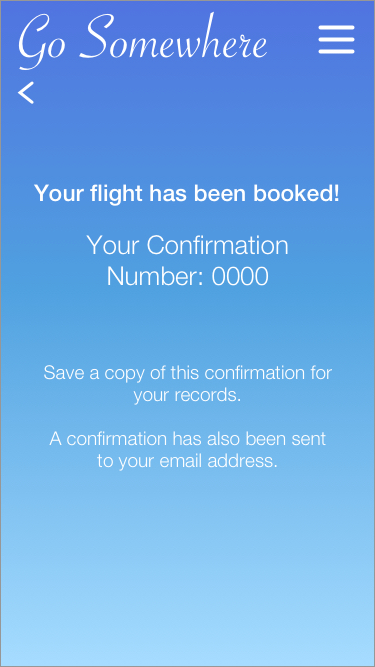 Go Somewhere
Your flight has been booked!
Your Confirmation
Number: 0000
Save a copy of this confirmation for
your records.
A confirmation has also been sent
to your email address.